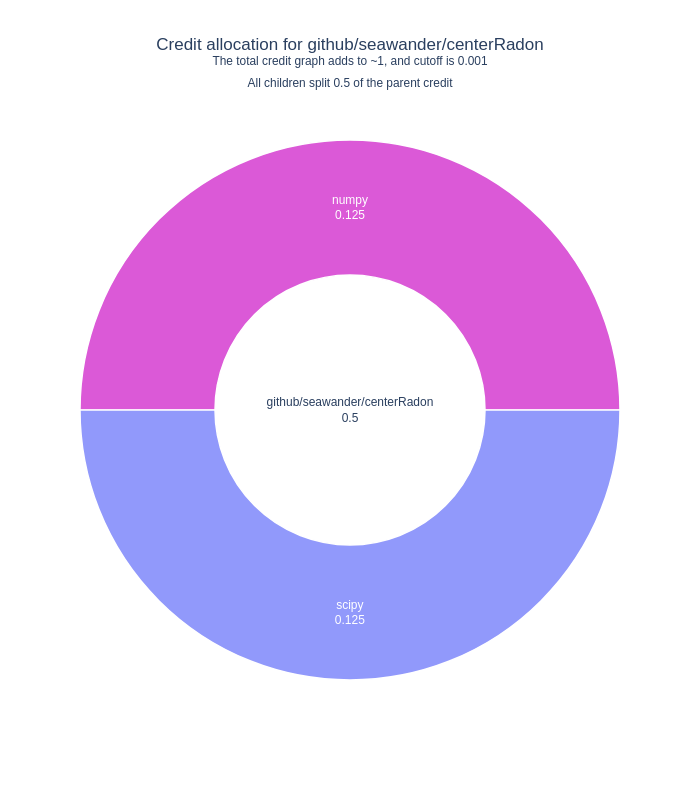 Credit allocation for github/seawander/centerRadon
The total credit graph adds to ~1, and cutoff is 0.001
All children split 0.5 of the parent credit
numpy
0.125
github/seawander/centerRadon
0.5
scipy
0.125